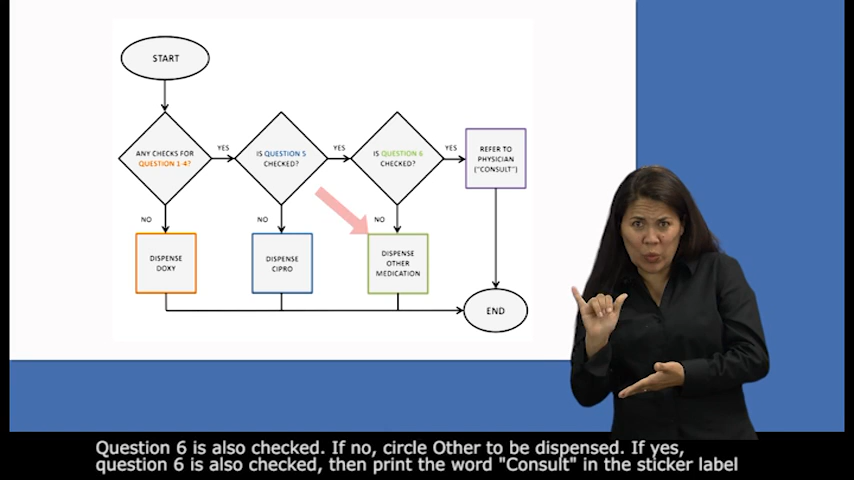 START
ANY CHECKS FOR
QUESTION 1-4?
YES
IS QUESTION 5
CHECKED?
YES
IS QUESTION 6
CHECKED?
YES
REFER TO
PHYSICIAN
("CONSULT")
NO
NO
NO
DISPENSE
DOXY
DISPENSE
CIPRO
DISPENSE
OTHER
MEDICATION
END
Question 6 is also checked. If no, circle Other to be dispensed. If yes,
question 6 is also checked, then print the word "Consult" in the sticker label